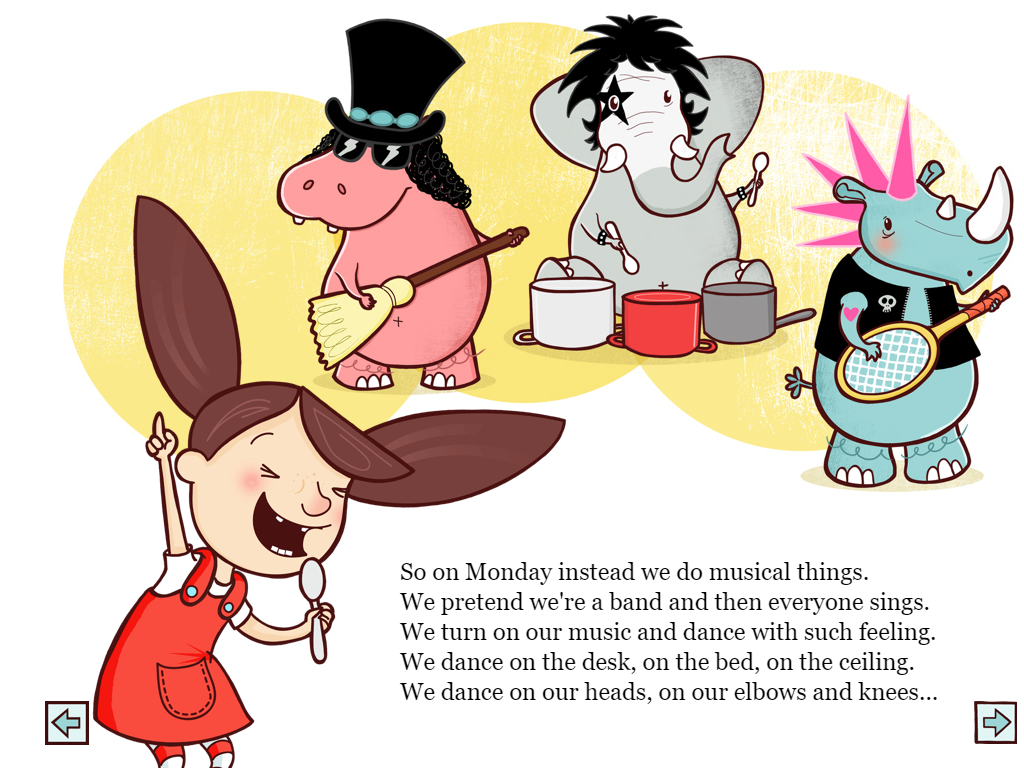 So on Monday instead we do musical things.
We pretend we're a band and then everyone sings.
We turn on our music and dance with such feeling.
We dance on the desk, on the bed, on the ceiling.
We dance on our heads, on our elbows and knees...